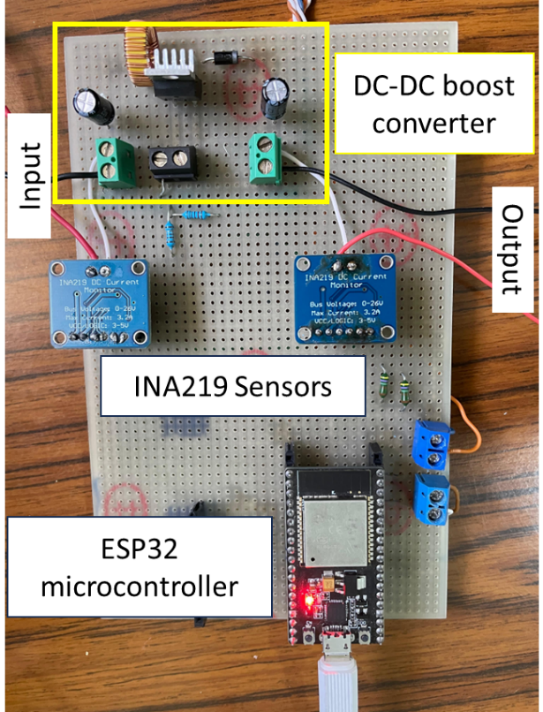 DC-DC boost
converter
Input
Output
INA219 DC Current
Monitor
Bus Voltage: 0-26V
Max Current: 3.2A
VCC/LOGIC: 3-5V
INA219 DC Current
Monitor
Bus Voltage: 0-26V
Max Current: 3.2A
VCC/LOGIC: 3-5V
INA219 Sensors
ESP32
microcontroller